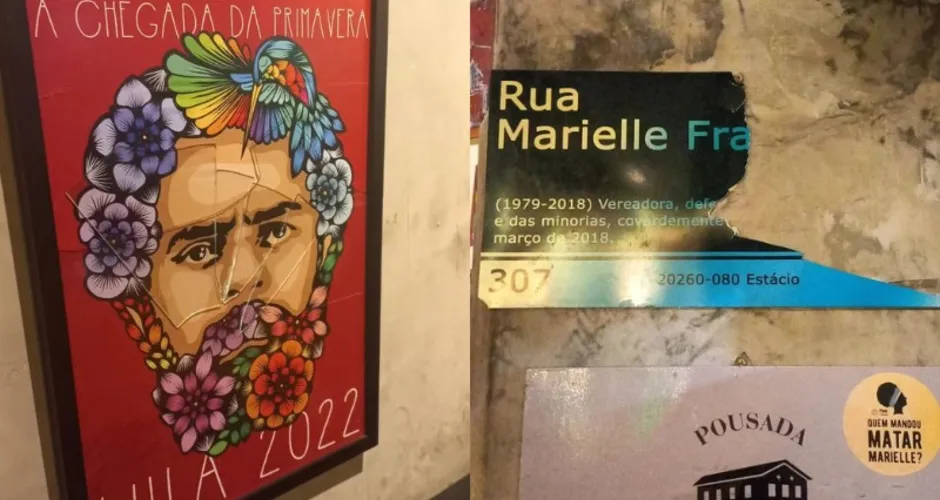 A CHEGADA DA PRIMAVERA
LULA 2022
Rua
Marielle Fra
(1979-2018) Vereadora, defe
e das minorias, covardemente
março de 2018.
307
20260-080 Estácio
POUSADA
QUEM MANDOU
MATAR
MARIELLE?